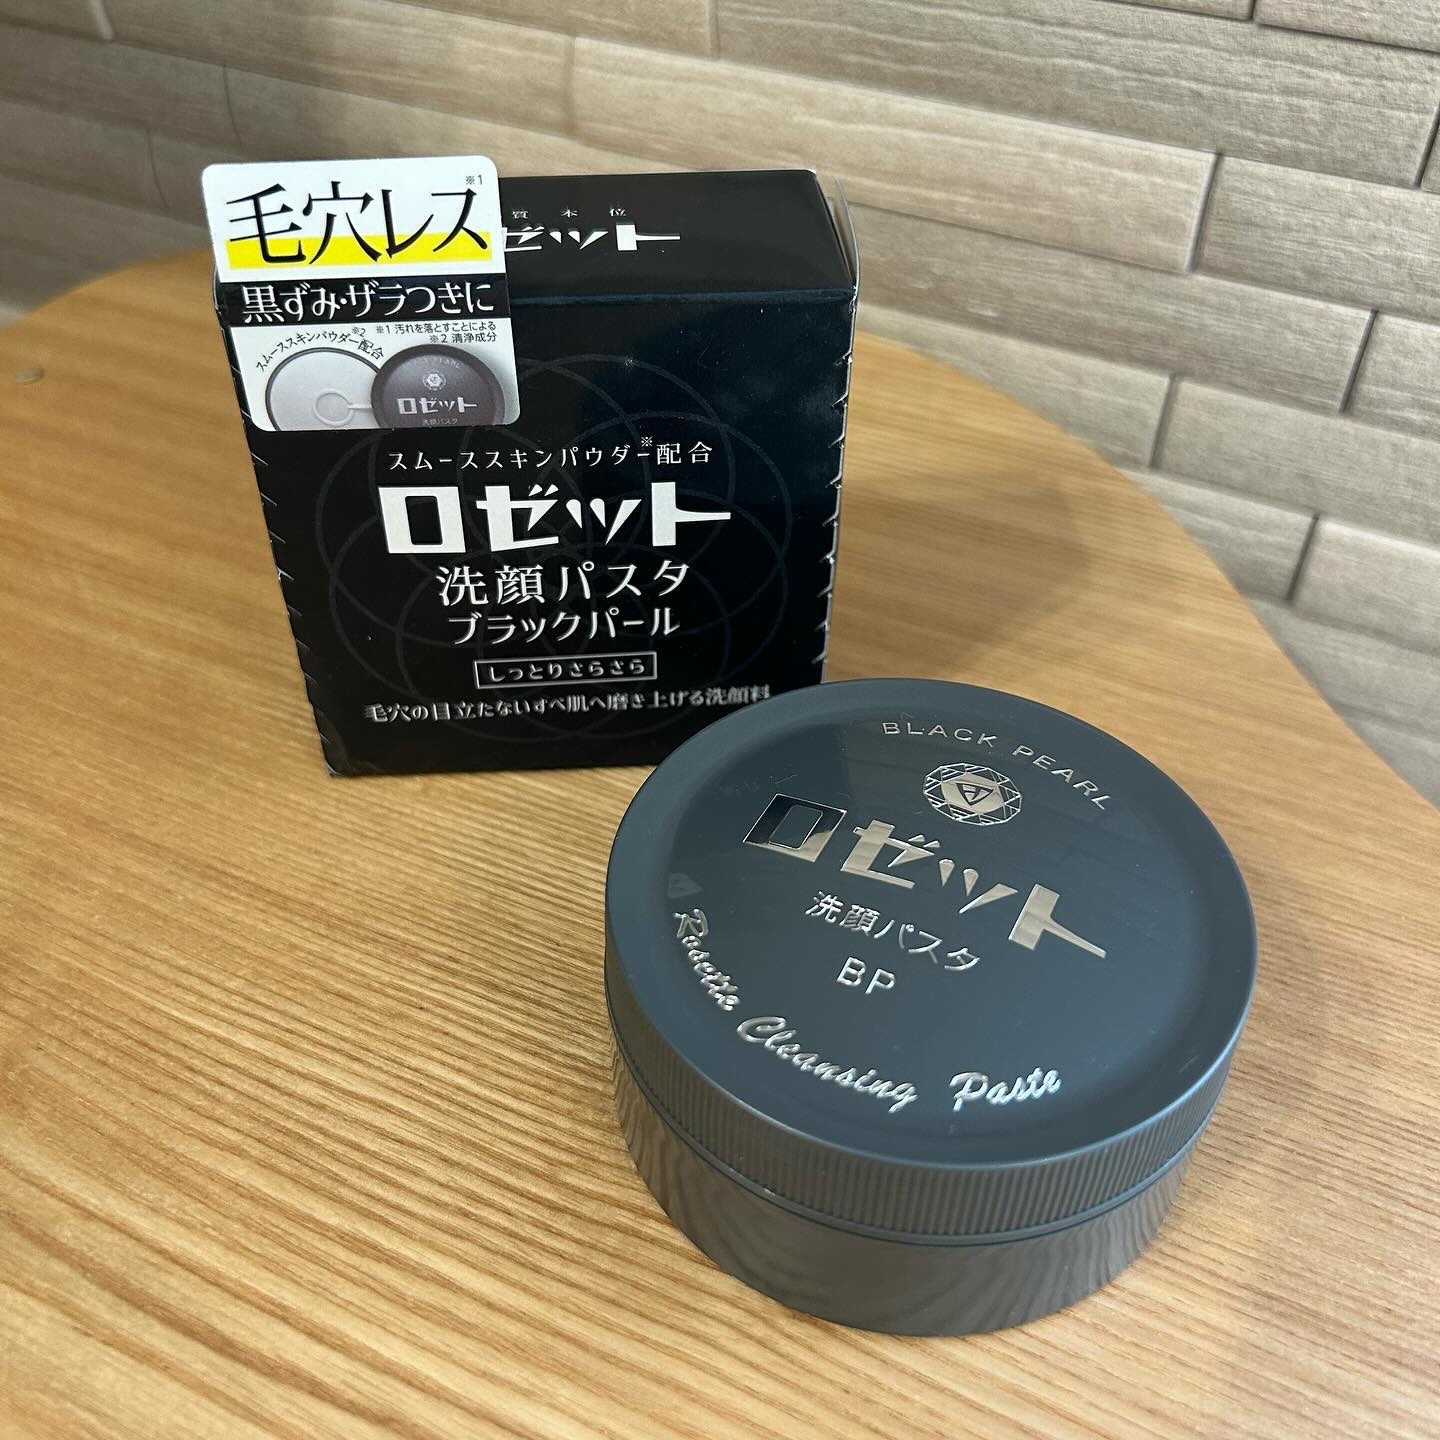 毛穴レス※1
黒ずみ・ザラつきに
スムーススキンパウダー※2配合
※1 汚れを落とすことによる
※2 清浄成分
ロゼット
洗顔パスタ
質本位
ゼット
スムーススキンパウダー※配合
ロゼット
洗顔パスタ
ブラックパール
しっとりさらさら
毛穴の目立たないすべ肌へ磨き上げる洗顔料
BLACK PEARL
ロゼット
洗顔パスタ
BP
Rosette Cleansing Paste